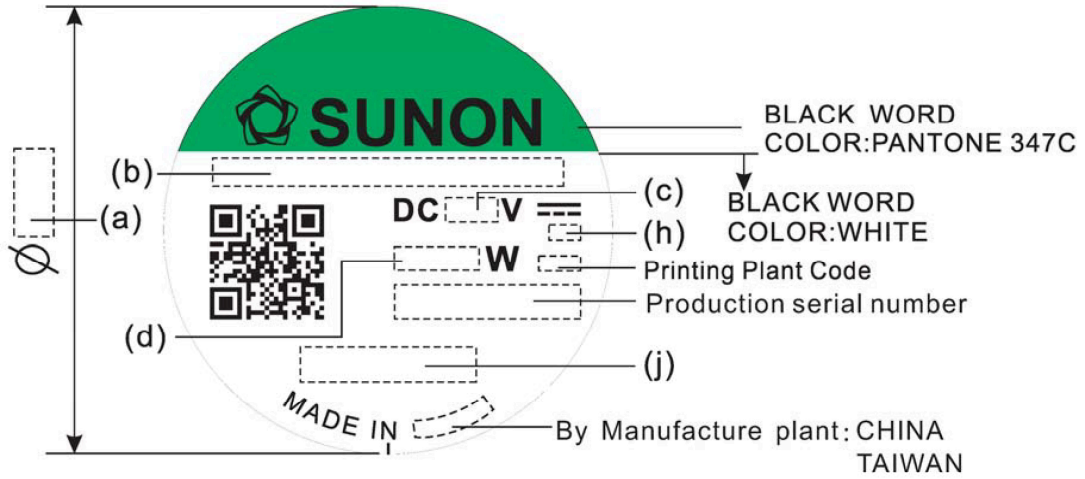 SUNON
BLACK WORD
COLOR:PANTONE 347C
(b)
(c)
DC V
BLACK WORD
COLOR:WHITE
(a)
(h)
Ø
W
Printing Plant Code
Production serial number
(d)
(j)
MADE IN
By Manufacture plant: CHINA
TAIWAN